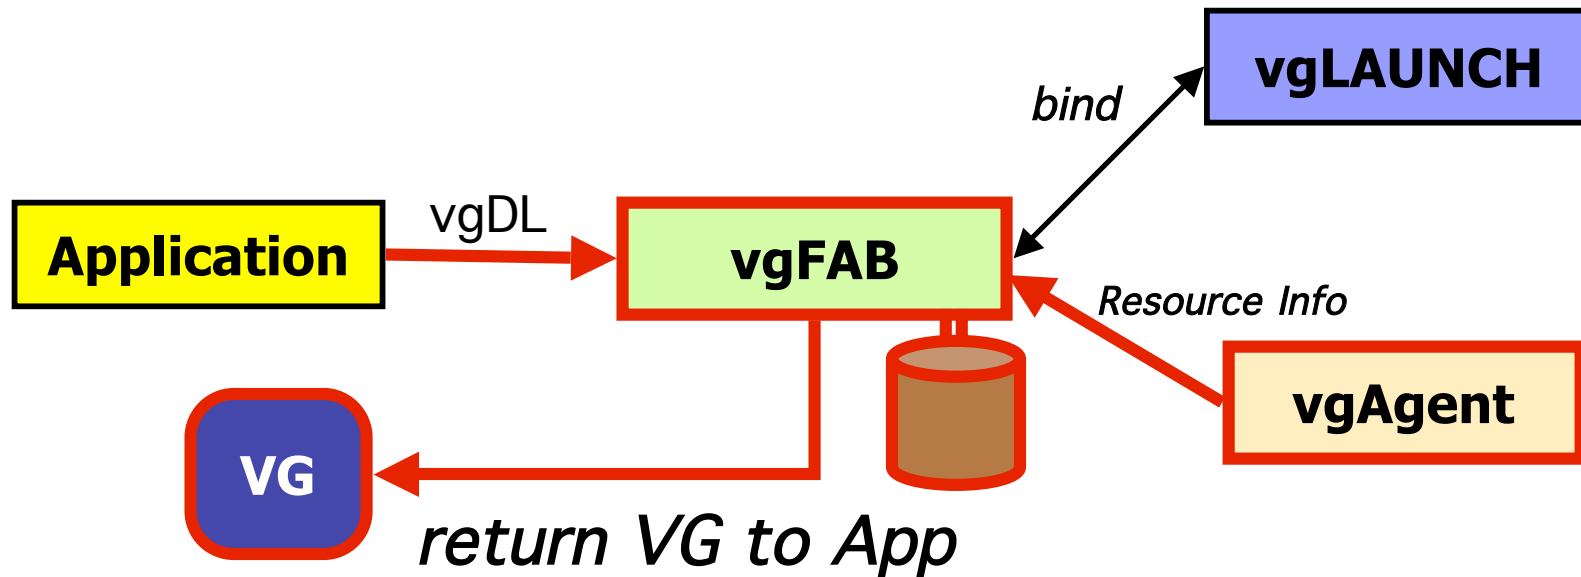 vgLAUNCH
bind
vgDL
Application
vgFAB
Resource Info
vgAgent
VG
return VG to App